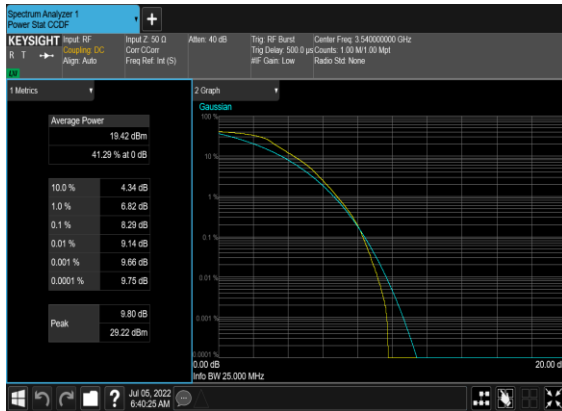 Spectrum Analyzer 1
Power Stat CCDF
KEYSIGHT
R T
LXI
Input: RF
Coupling: DC
Align: Auto
Input Z: 50 Ω
Corr CCorr
Freq Ref: Int (S)
Atten: 40 dB
Trig: RF Burst
Trig Delay: 500.0 µs
#IF Gain: Low
Center Freq: 3.540000000 GHz
Counts: 1.00 M/1.00 Mpt
Radio Std: None
1 Metrics
Average Power
19.42 dBm
41.29 % at 0 dB
10.0 % 4.34 dB
1.0 % 6.82 dB
0.1 % 8.29 dB
0.01 % 9.14 dB
0.001 % 9.66 dB
0.0001 % 9.75 dB
Peak
9.80 dB
29.22 dBm
2 Graph
Gaussian
100 %
10 %
1 %
0.1 %
0.01 %
0.001 %
0.0001 %
0.00 dB
20.00 d
Info BW 25.000 MHz
Jul 05, 2022
6:40:25 AM